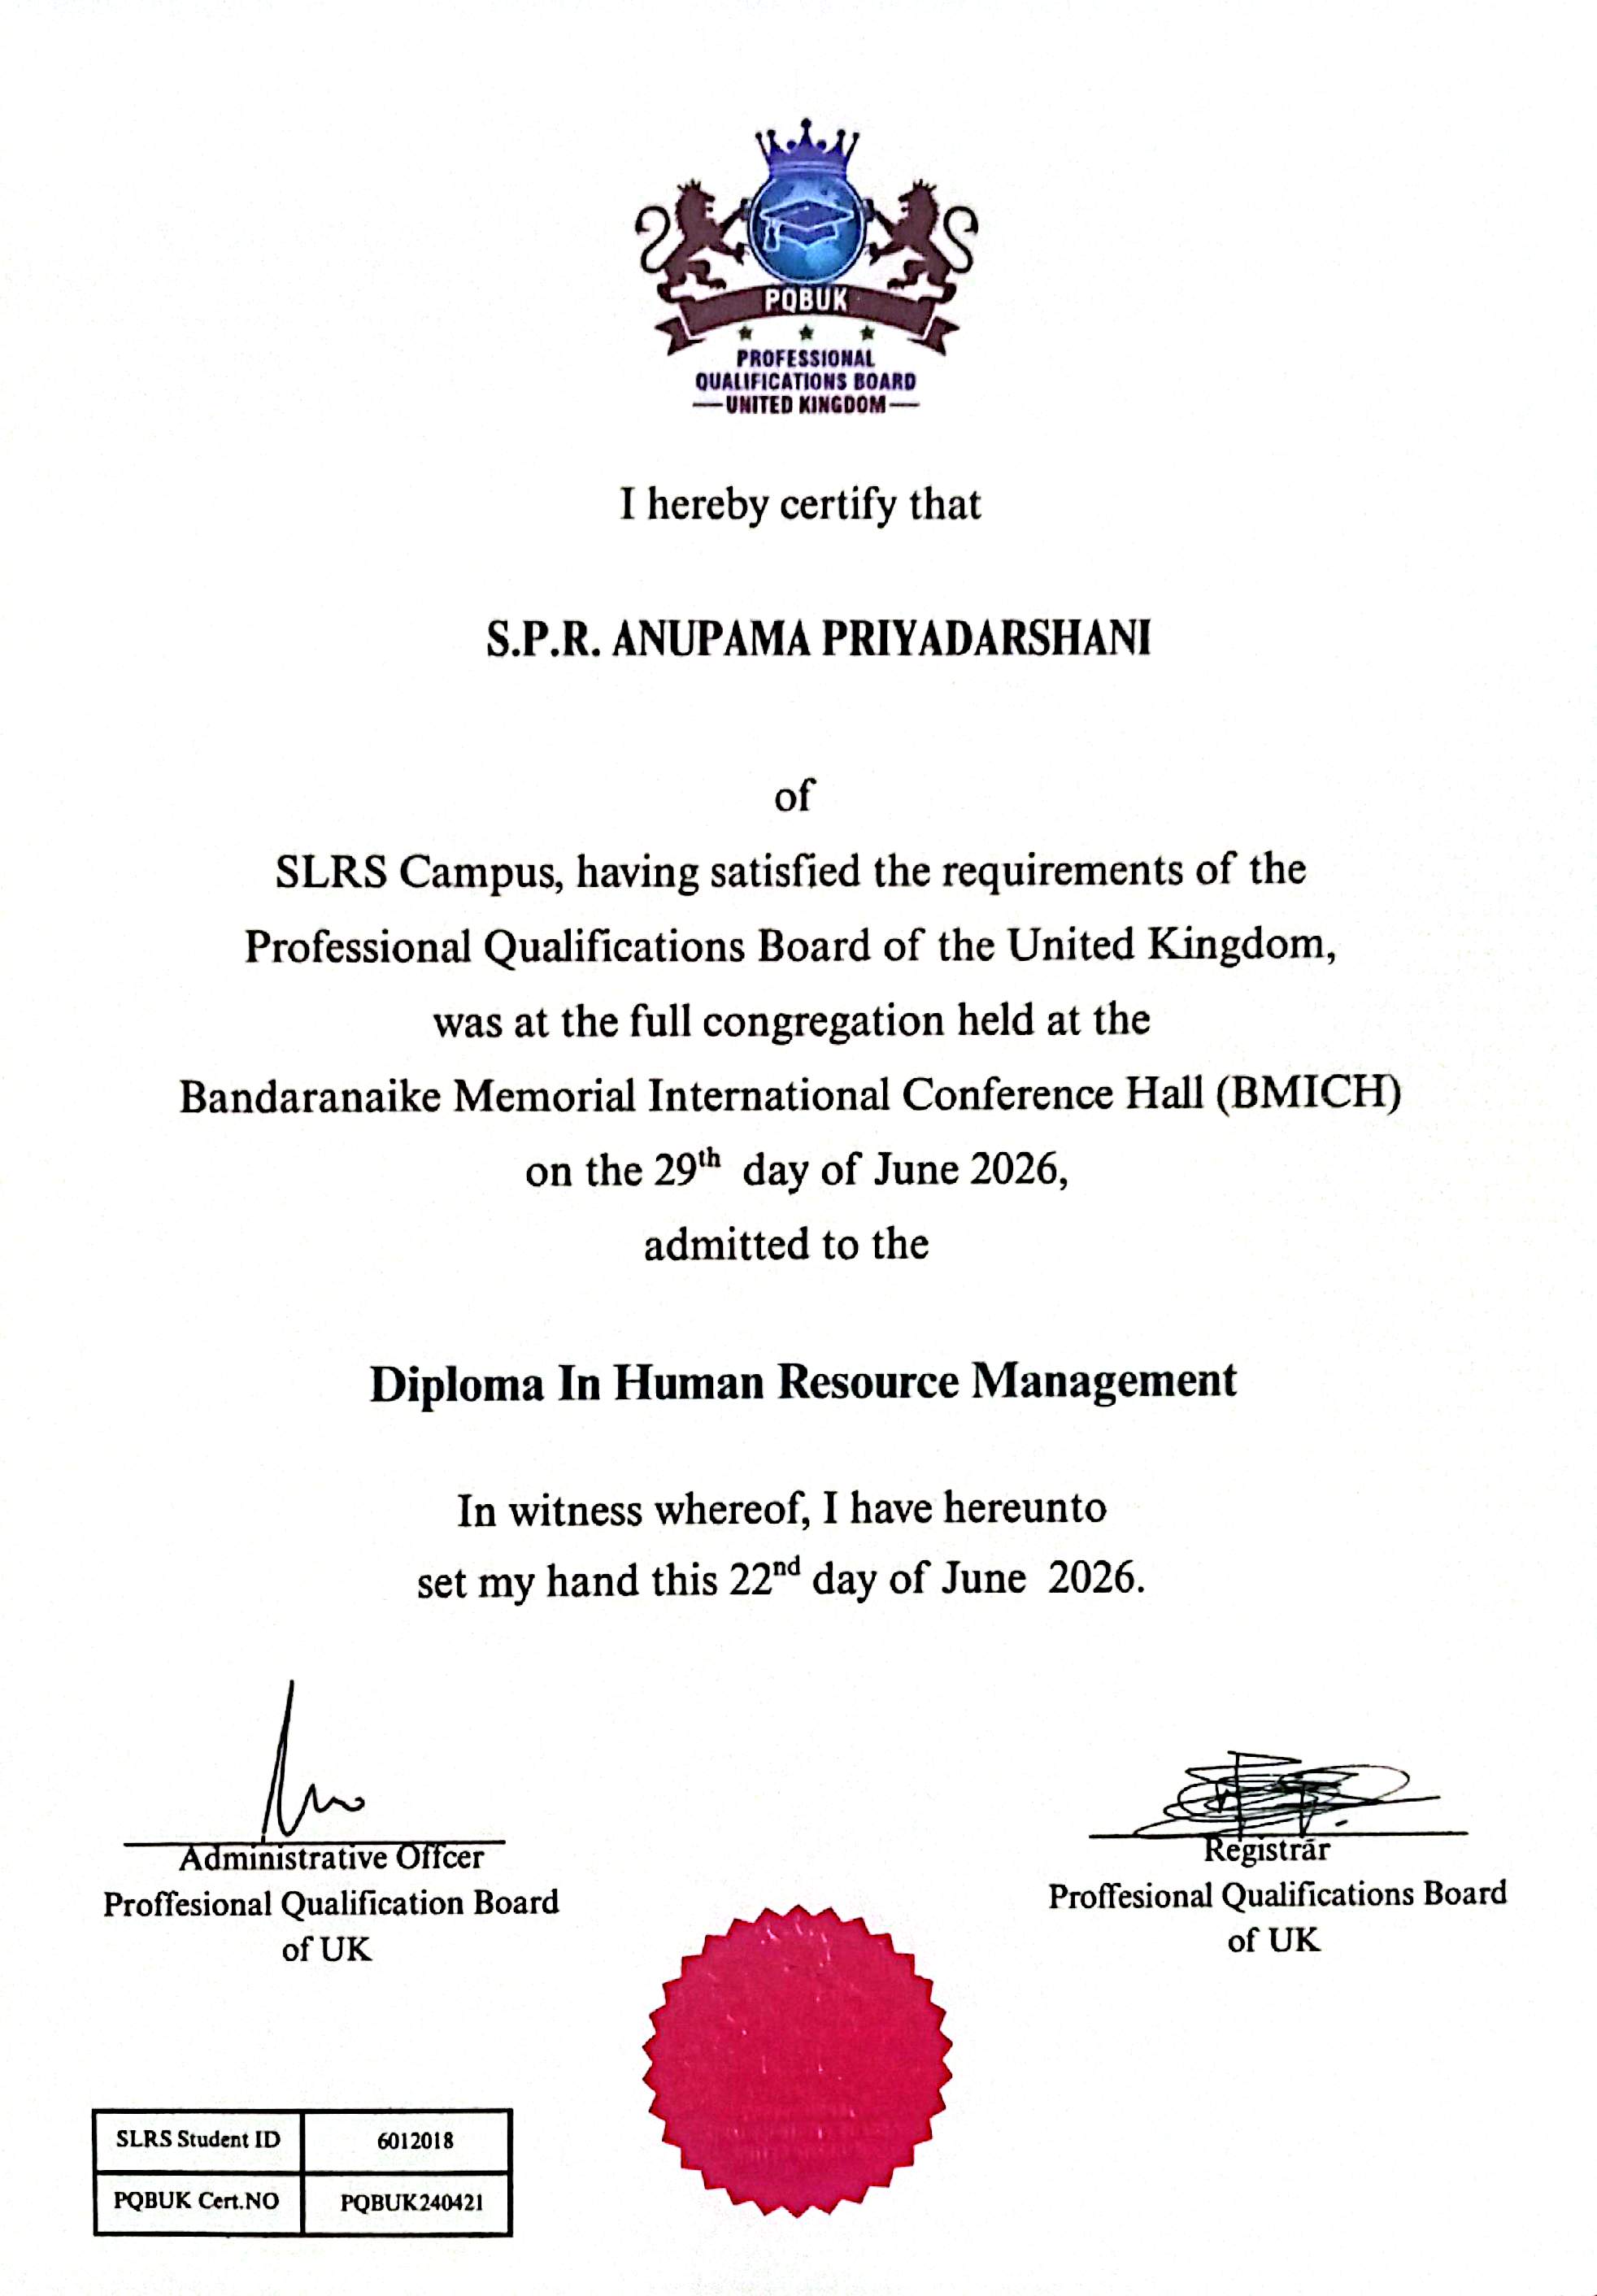 PQBUK
PROFESSIONAL
QUALIFICATIONS BOARD
UNITED KINGDOM
I hereby certify that
S.P.R. ANUPAMA PRIYADARSHANI
of
SLRS Campus, having satisfied the requirements of the
Professional Qualifications Board of the United Kingdom,
was at the full congregation held at the
Bandaranaike Memorial International Conference Hall (BMICH)
on the 29th day of June 2026,
admitted to the
Diploma In Human Resource Management
In witness whereof, I have hereunto
set my hand this 22nd day of June 2026.
Administrative Offcer
Proffesional Qualification Board
of UK
Registrar
Proffesional Qualifications Board
of UK
SLRS Student ID 6012018
PQBUK Cert.NO PQBUK240421